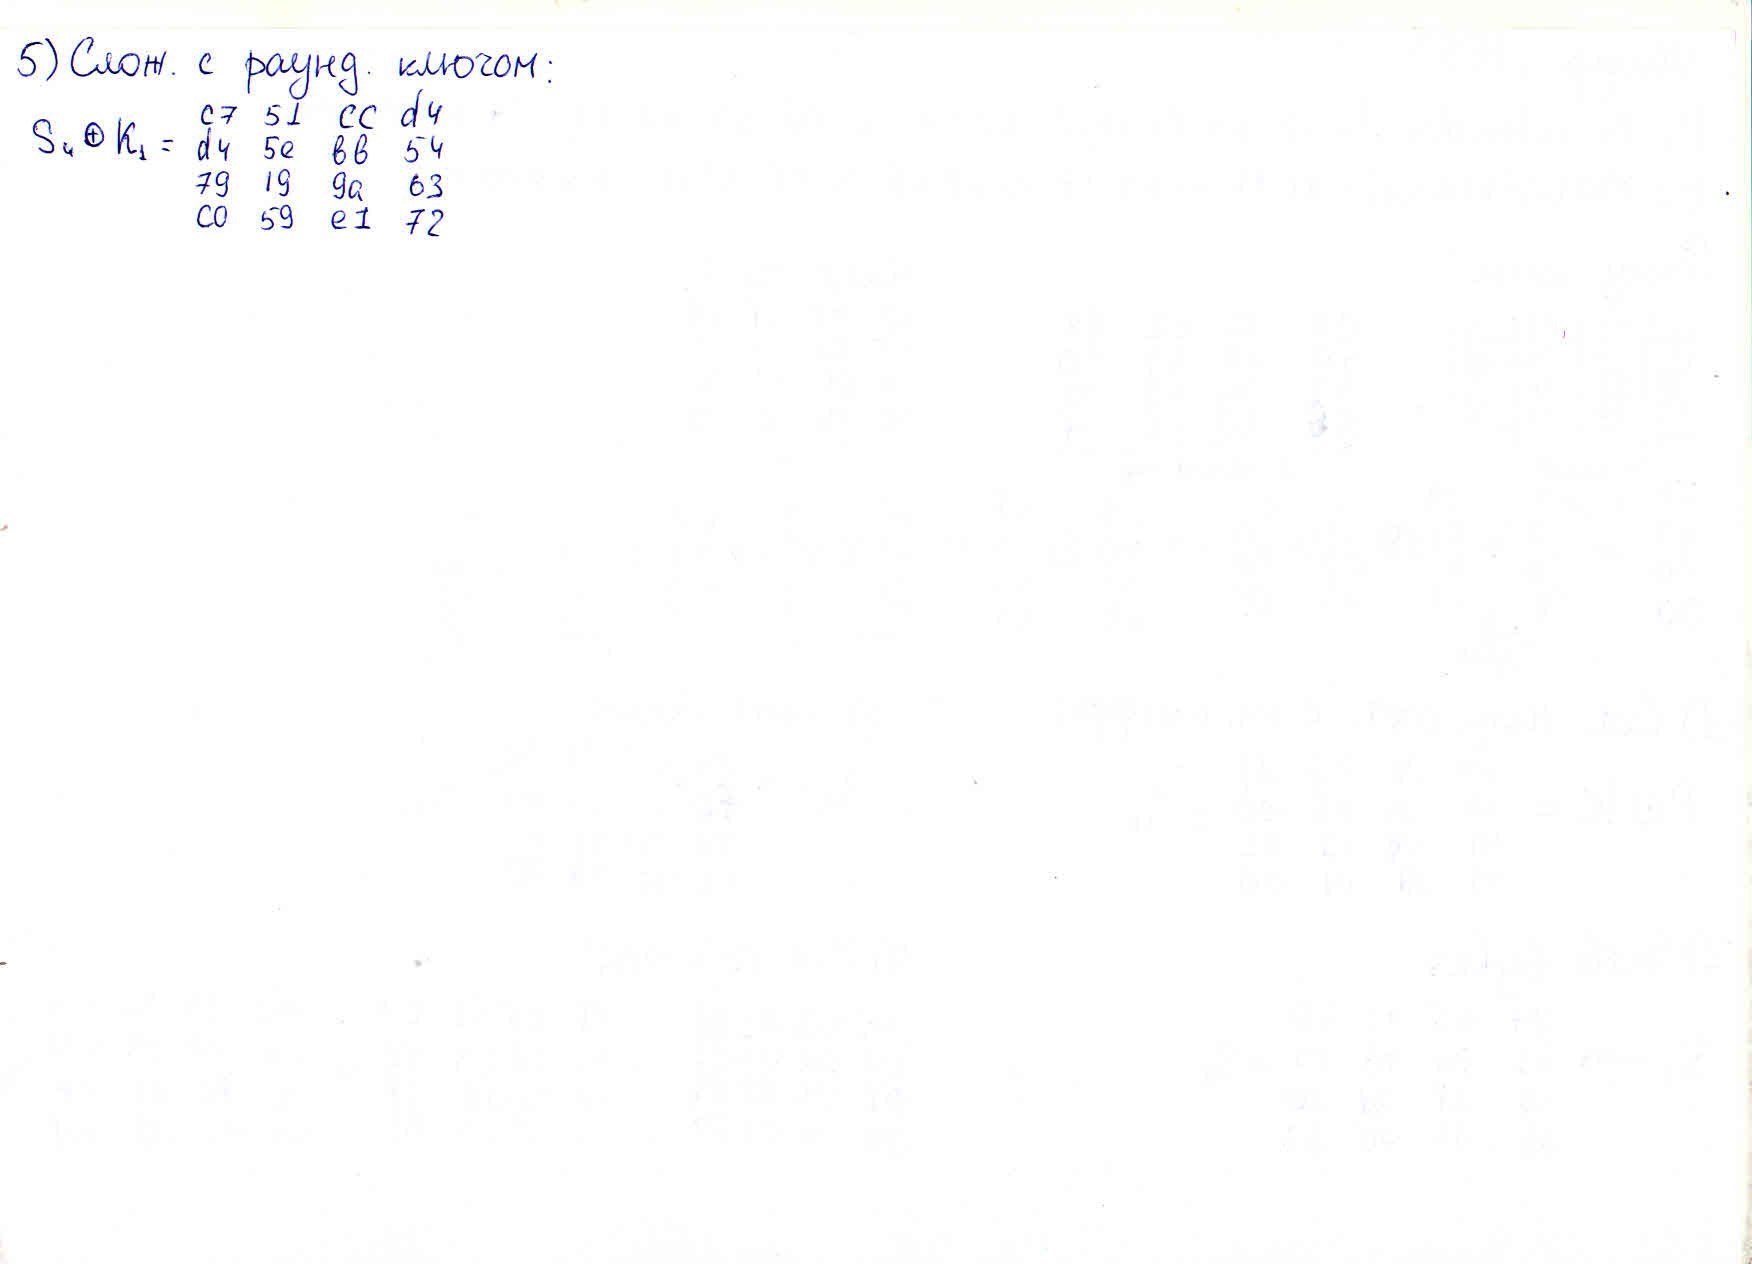 5) Слож. с раунд. ключом:
c7 51 cc d4
S₄ ⊕ K₁ = d4 5e bb 54
79 19 9a 63
c0 59 e1 72